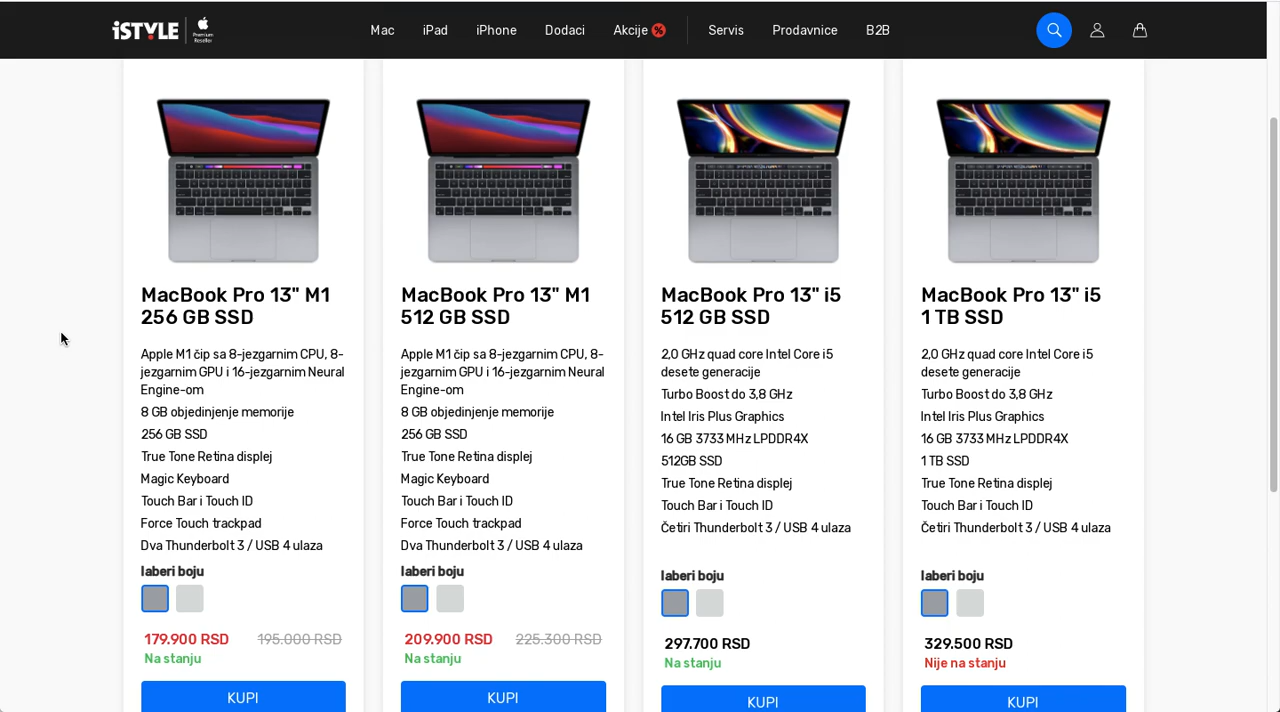 iSTYLE
Premium
Reseller
Mac
iPad
iPhone
Dodaci
Akcije %
Servis
Prodavnice
B2B
MacBook Pro 13" M1
256 GB SSD
Apple M1 čip sa 8-jezgarnim CPU, 8-
jezgarnim GPU i 16-jezgarnim Neural
Engine-om
8 GB objedinjenje memorije
256 GB SSD
True Tone Retina displej
Magic Keyboard
Touch Bar i Touch ID
Force Touch trackpad
Dva Thunderbolt 3 / USB 4 ulaza
Iaberi boju
179.900 RSD 195.000 RSD
Na stanju
KUPI
MacBook Pro 13" M1
512 GB SSD
Apple M1 čip sa 8-jezgarnim CPU, 8-
jezgarnim GPU i 16-jezgarnim Neural
Engine-om
8 GB objedinjenje memorije
256 GB SSD
True Tone Retina displej
Magic Keyboard
Touch Bar i Touch ID
Force Touch trackpad
Dva Thunderbolt 3 / USB 4 ulaza
Iaberi boju
209.900 RSD 225.300 RSD
Na stanju
KUPI
MacBook Pro 13" i5
512 GB SSD
2,0 GHz quad core Intel Core i5
desete generacije
Turbo Boost do 3,8 GHz
Intel Iris Plus Graphics
16 GB 3733 MHz LPDDR4X
512GB SSD
True Tone Retina displej
Touch Bar i Touch ID
Četiri Thunderbolt 3 / USB 4 ulaza
Iaberi boju
297.700 RSD
Na stanju
KUPI
MacBook Pro 13" i5
1 TB SSD
2,0 GHz quad core Intel Core i5
desete generacije
Turbo Boost do 3,8 GHz
Intel Iris Plus Graphics
16 GB 3733 MHz LPDDR4X
1 TB SSD
True Tone Retina displej
Touch Bar i Touch ID
Četiri Thunderbolt 3 / USB 4 ulaza
Iaberi boju
329.500 RSD
Nije na stanju
KUPI